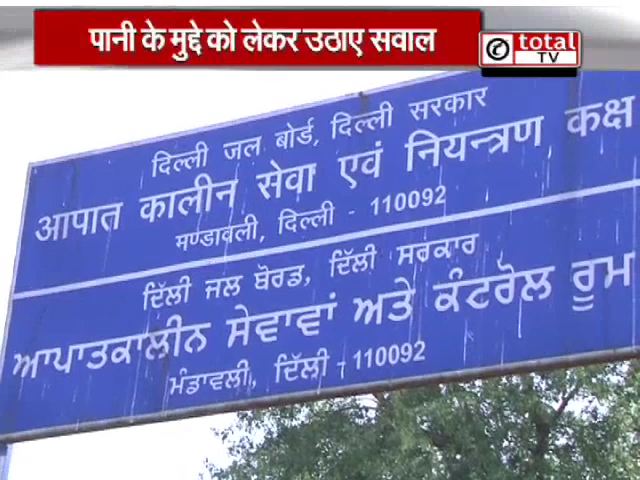 पानी के मुद्दे को लेकर उठाए सवाल
total
TV
दिल्ली जल बोर्ड, दिल्ली सरकार
आपात कालीन सेवा एवं नियन्त्रण कक्ष
मण्डावली, दिल्ली - 110092
ਦਿੱਲੀ ਜਲ ਬੋਰਡ, ਦਿੱਲੀ ਸਰਕਾਰ
ਆਪਾਤਕਾਲੀਨ ਸੇਵਾਵਾਂ ਅਤੇ ਕੰਟਰੋਲ ਰੂਮ
ਮੰਡਾਵਲੀ, ਦਿੱਲੀ - 110092